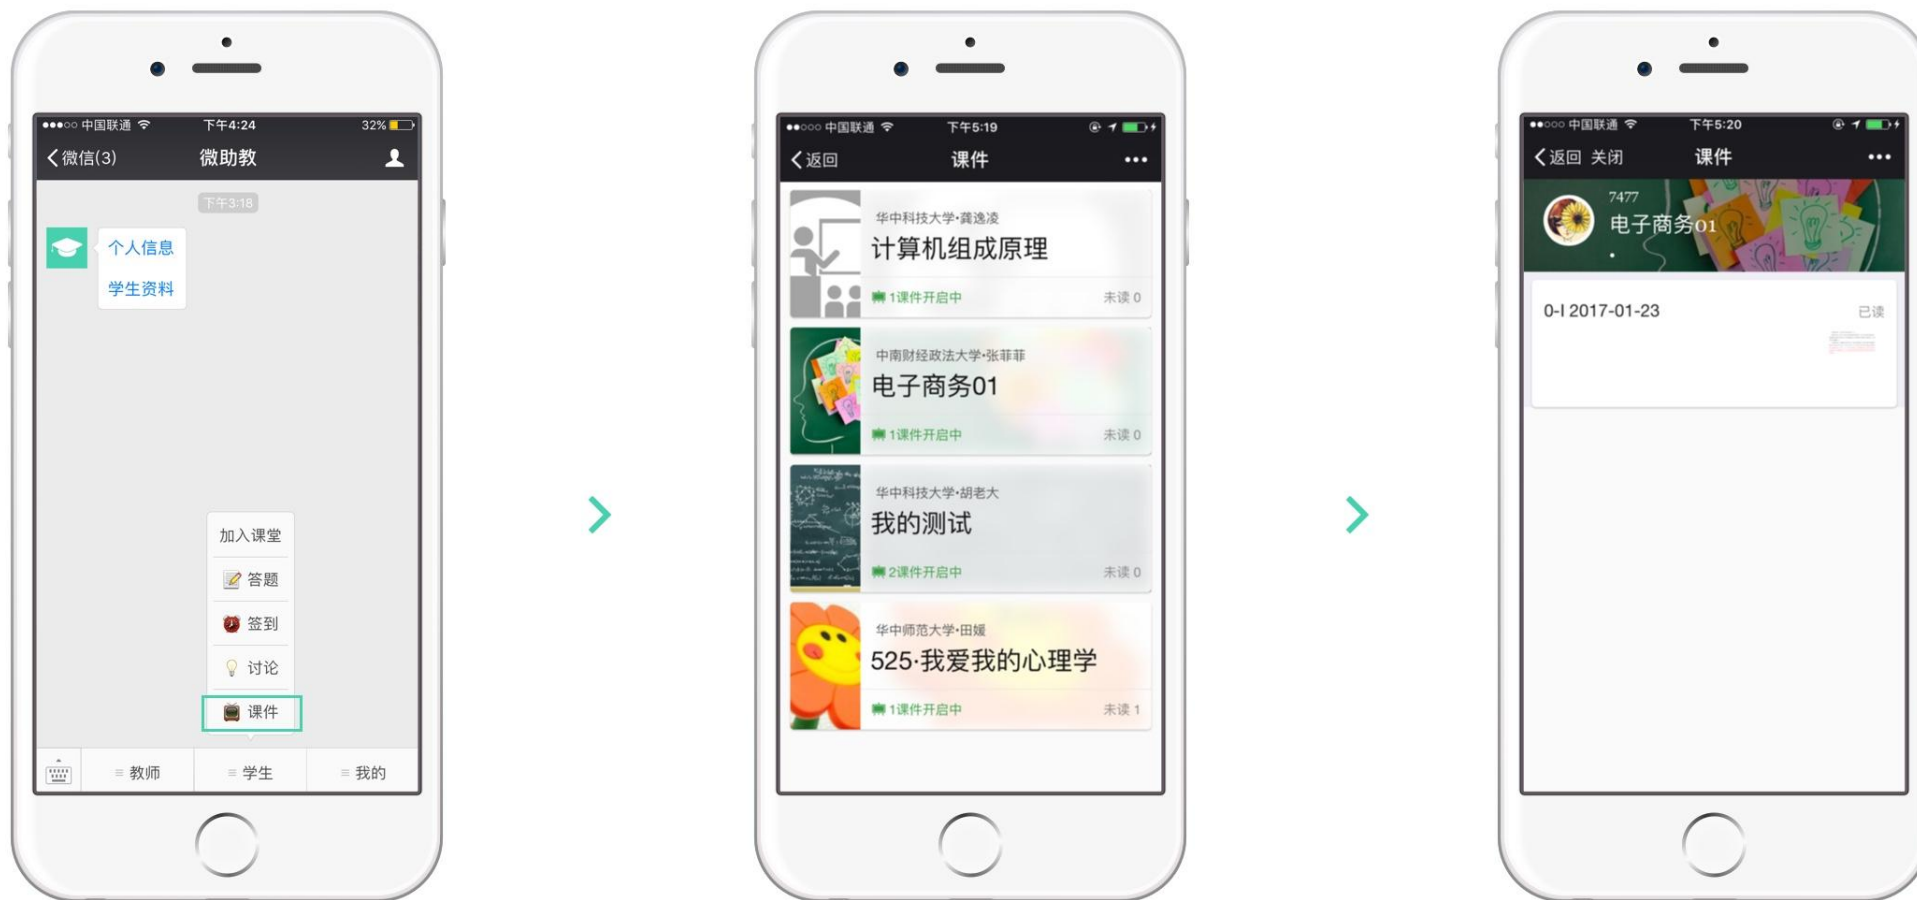 中国联通 下午4:24 32%
微信(3) 微助教
下午3:18
个人信息
学生资料
加入课堂
答题
签到
讨论
课件
教师 学生 我的
中国联通 下午5:19
返回 课件
华中科技大学·龚逸凌
计算机组成原理
1课件开启中 未读 0
中南财经政法大学·张菲菲
电子商务01
1课件开启中 未读 0
华中科技大学·胡老大
我的测试
2课件开启中 未读 0
华中师范大学·田媛
525·我爱我的心理学
1课件开启中 未读 1
中国联通 下午5:20
返回 关闭 课件
7477
电子商务01
0-I 2017-01-23 已读